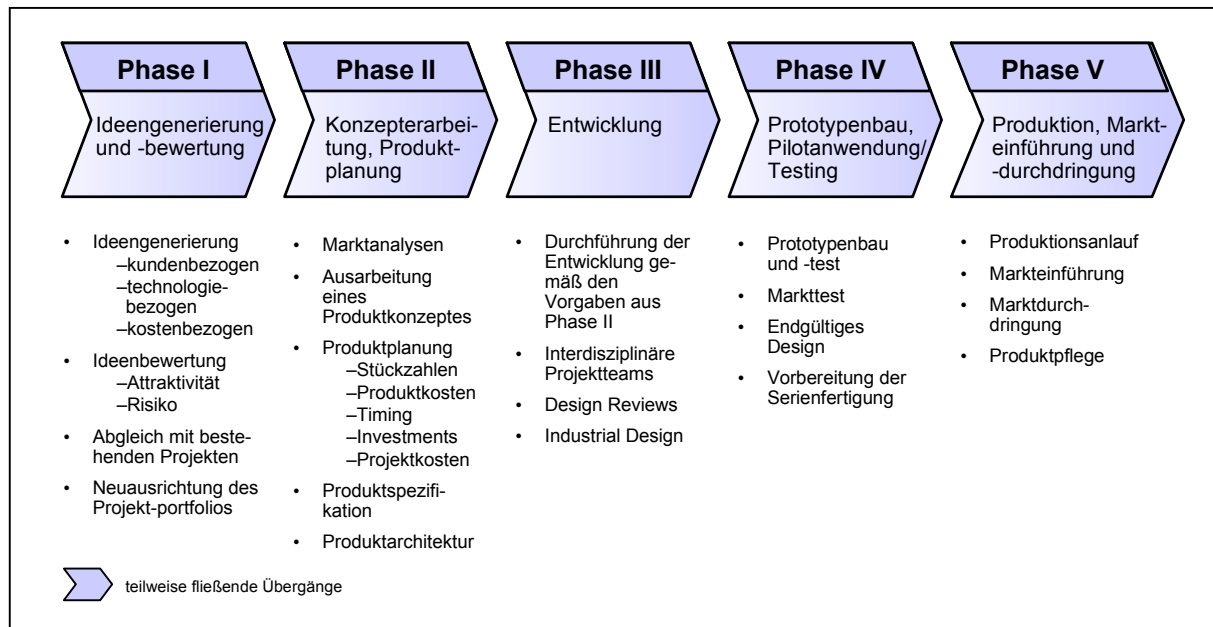 Phase I
Ideengenerierung
und -bewertung
• Ideengenerierung
–kundenbezogen
–technologie-
bezogen
–kostenbezogen
• Ideenbewertung
–Attraktivität
–Risiko
• Abgleich mit beste-
henden Projekten
• Neuausrichtung des
Projekt-portfolios
Phase II
Konzepterarbei-
tung, Produkt-
planung
• Marktanalysen
• Ausarbeitung
eines
Produktkonzeptes
• Produktplanung
–Stückzahlen
–Produktkosten
–Timing
–Investments
–Projektkosten
• Produktspezifi-
kation
• Produktarchitektur
Phase III
Entwicklung
• Durchführung der
Entwicklung ge-
mäß den
Vorgaben aus
Phase II
• Interdisziplinäre
Projektteams
• Design Reviews
• Industrial Design
Phase IV
Prototypenbau,
Pilotanwendung/
Testing
• Prototypenbau
und -test
• Markttest
• Endgültiges
Design
• Vorbereitung der
Serienfertigung
Phase V
Produktion, Markt-
einführung und
-durchdringung
• Produktionsanlauf
• Markteinführung
• Marktdurch-
dringung
• Produktpflege
teilweise fließende Übergänge